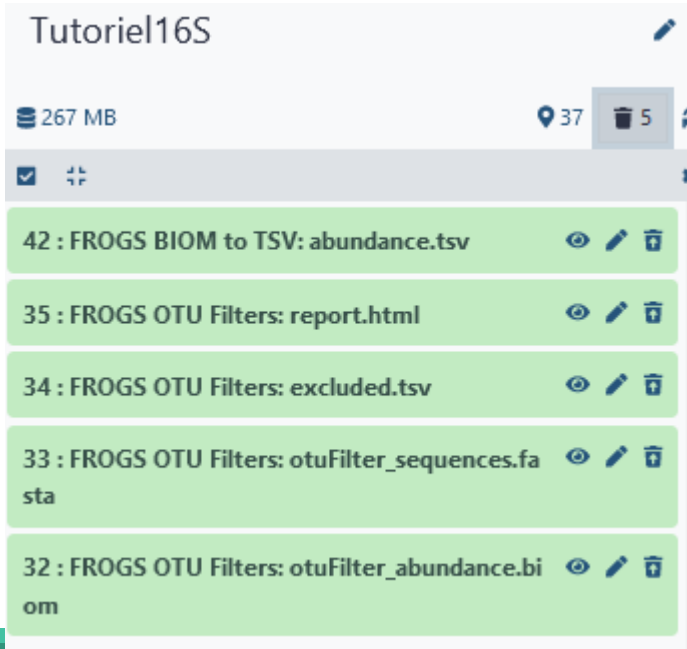 Tutoriel16S
267 MB 37 5
42 : FROGS BIOM to TSV: abundance.tsv
35 : FROGS OTU Filters: report.html
34 : FROGS OTU Filters: excluded.tsv
33 : FROGS OTU Filters: otuFilter_sequences.fa
sta
32 : FROGS OTU Filters: otuFilter_abundance.bi
om